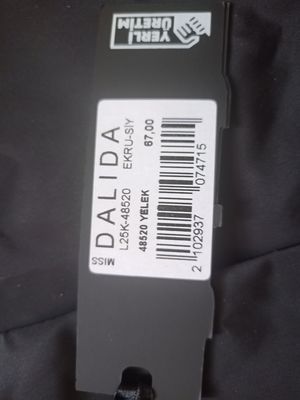 YERLİ
ÜRETİM
MISS
DALIDA
L25K-48520 EKRU-SIY
48520 YELEK 67,00
2 102937 074715